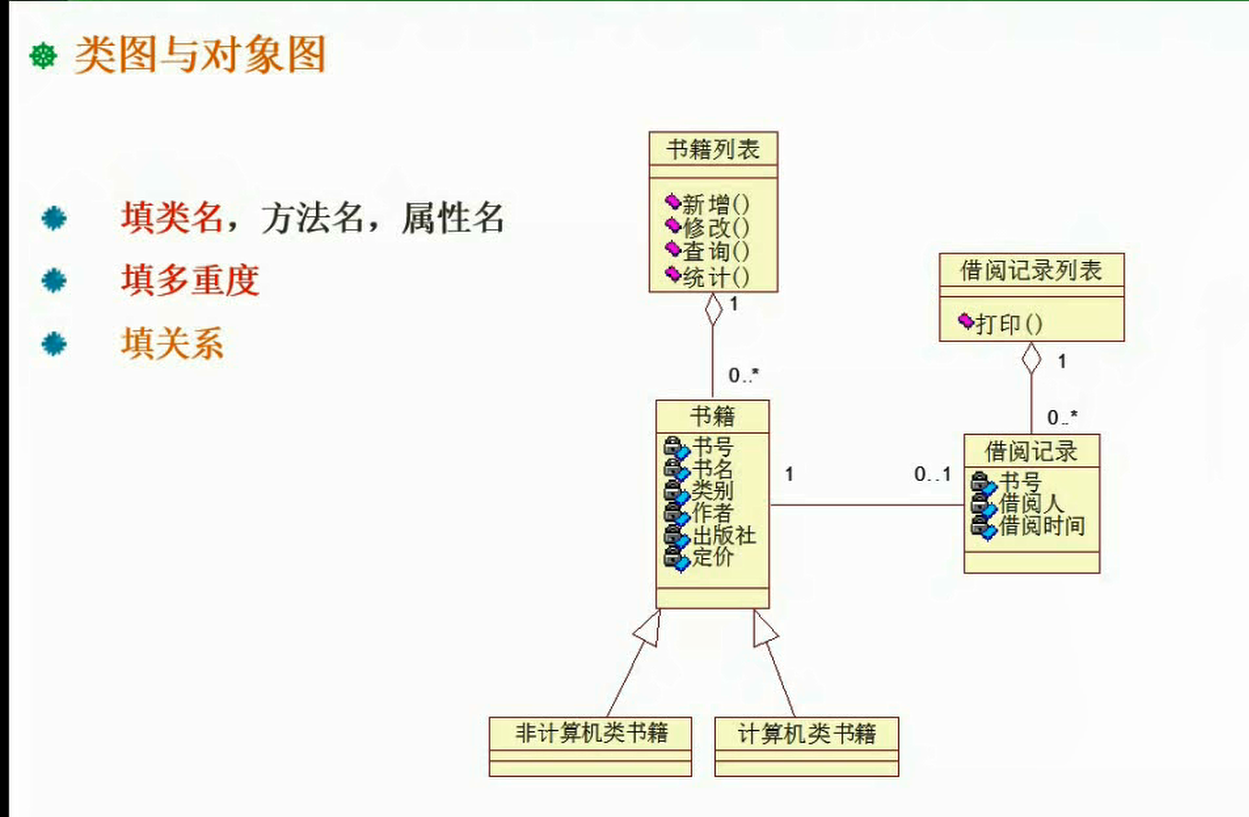 类图与对象图
填类名，方法名，属性名
填多重度
填关系
书籍列表
新增()
修改()
查询()
统计()
1
0..*
借阅记录列表
打印()
1
0..*
书籍
书号
书名
类别
作者
出版社
定价
1
0..1
借阅记录
书号
借阅人
借阅时间
非计算机类书籍
计算机类书籍